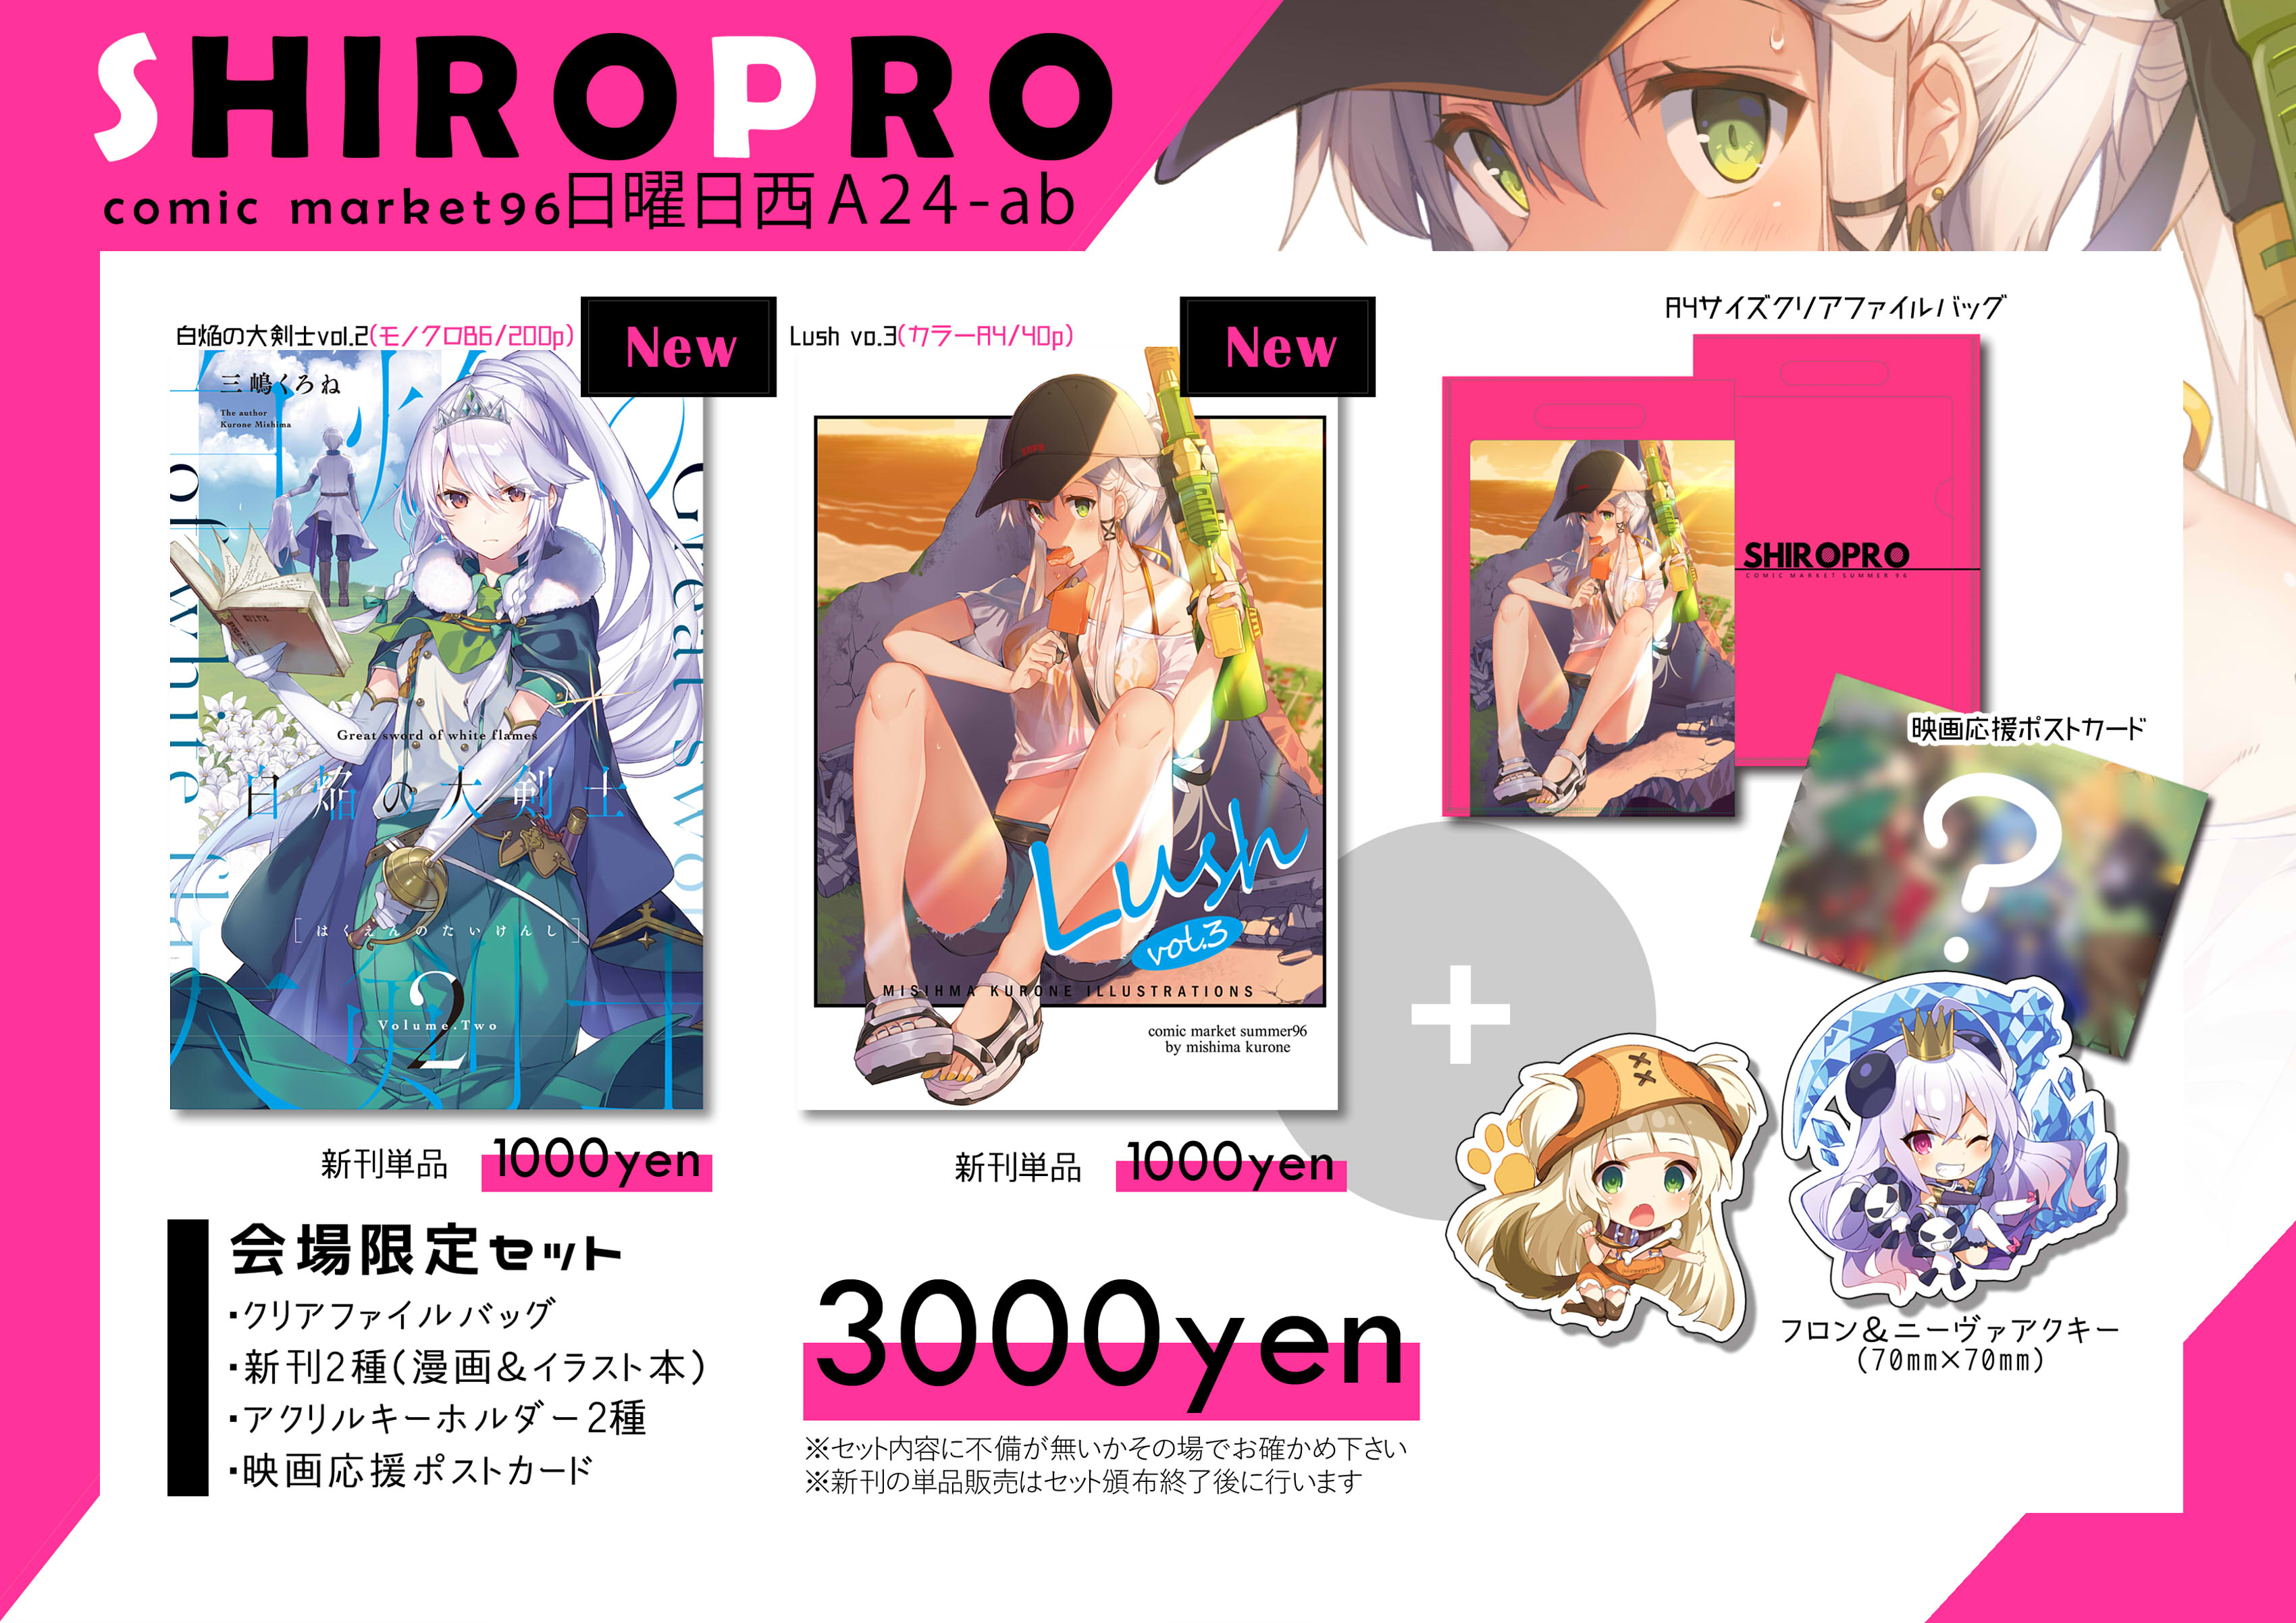 SHIROPRO
comic market96日曜日西A24-ab
白焔の大剣士vol.2(モノクロB6/200p)
New
三嶋くろね
The author
Kurone Mishima
Great sword of white flames
白焔の大剣士
[はくえんのたいけんし]
2
Volume.Two
新刊単品 1000yen
Lush vo.3(カラーA4/40p)
New
Lush
vol.3
MISIHMA KURONE ILLUSTRATIONS
comic market summer96
by mishima kurone
新刊単品 1000yen
A4サイズクリアファイルバッグ
SHIROPRO
COMIC MARKET SUMMER 96
映画応援ポストカード
?
+
フロン&ニーヴァアクキー
(70mm×70mm)
会場限定セット
・クリアファイルバッグ
・新刊2種(漫画&イラスト本)
・アクリルキーホルダー2種
・映画応援ポストカード
3000yen
※セット内容に不備が無いかその場でお確かめ下さい
※新刊の単品販売はセット頒布終了後に行います